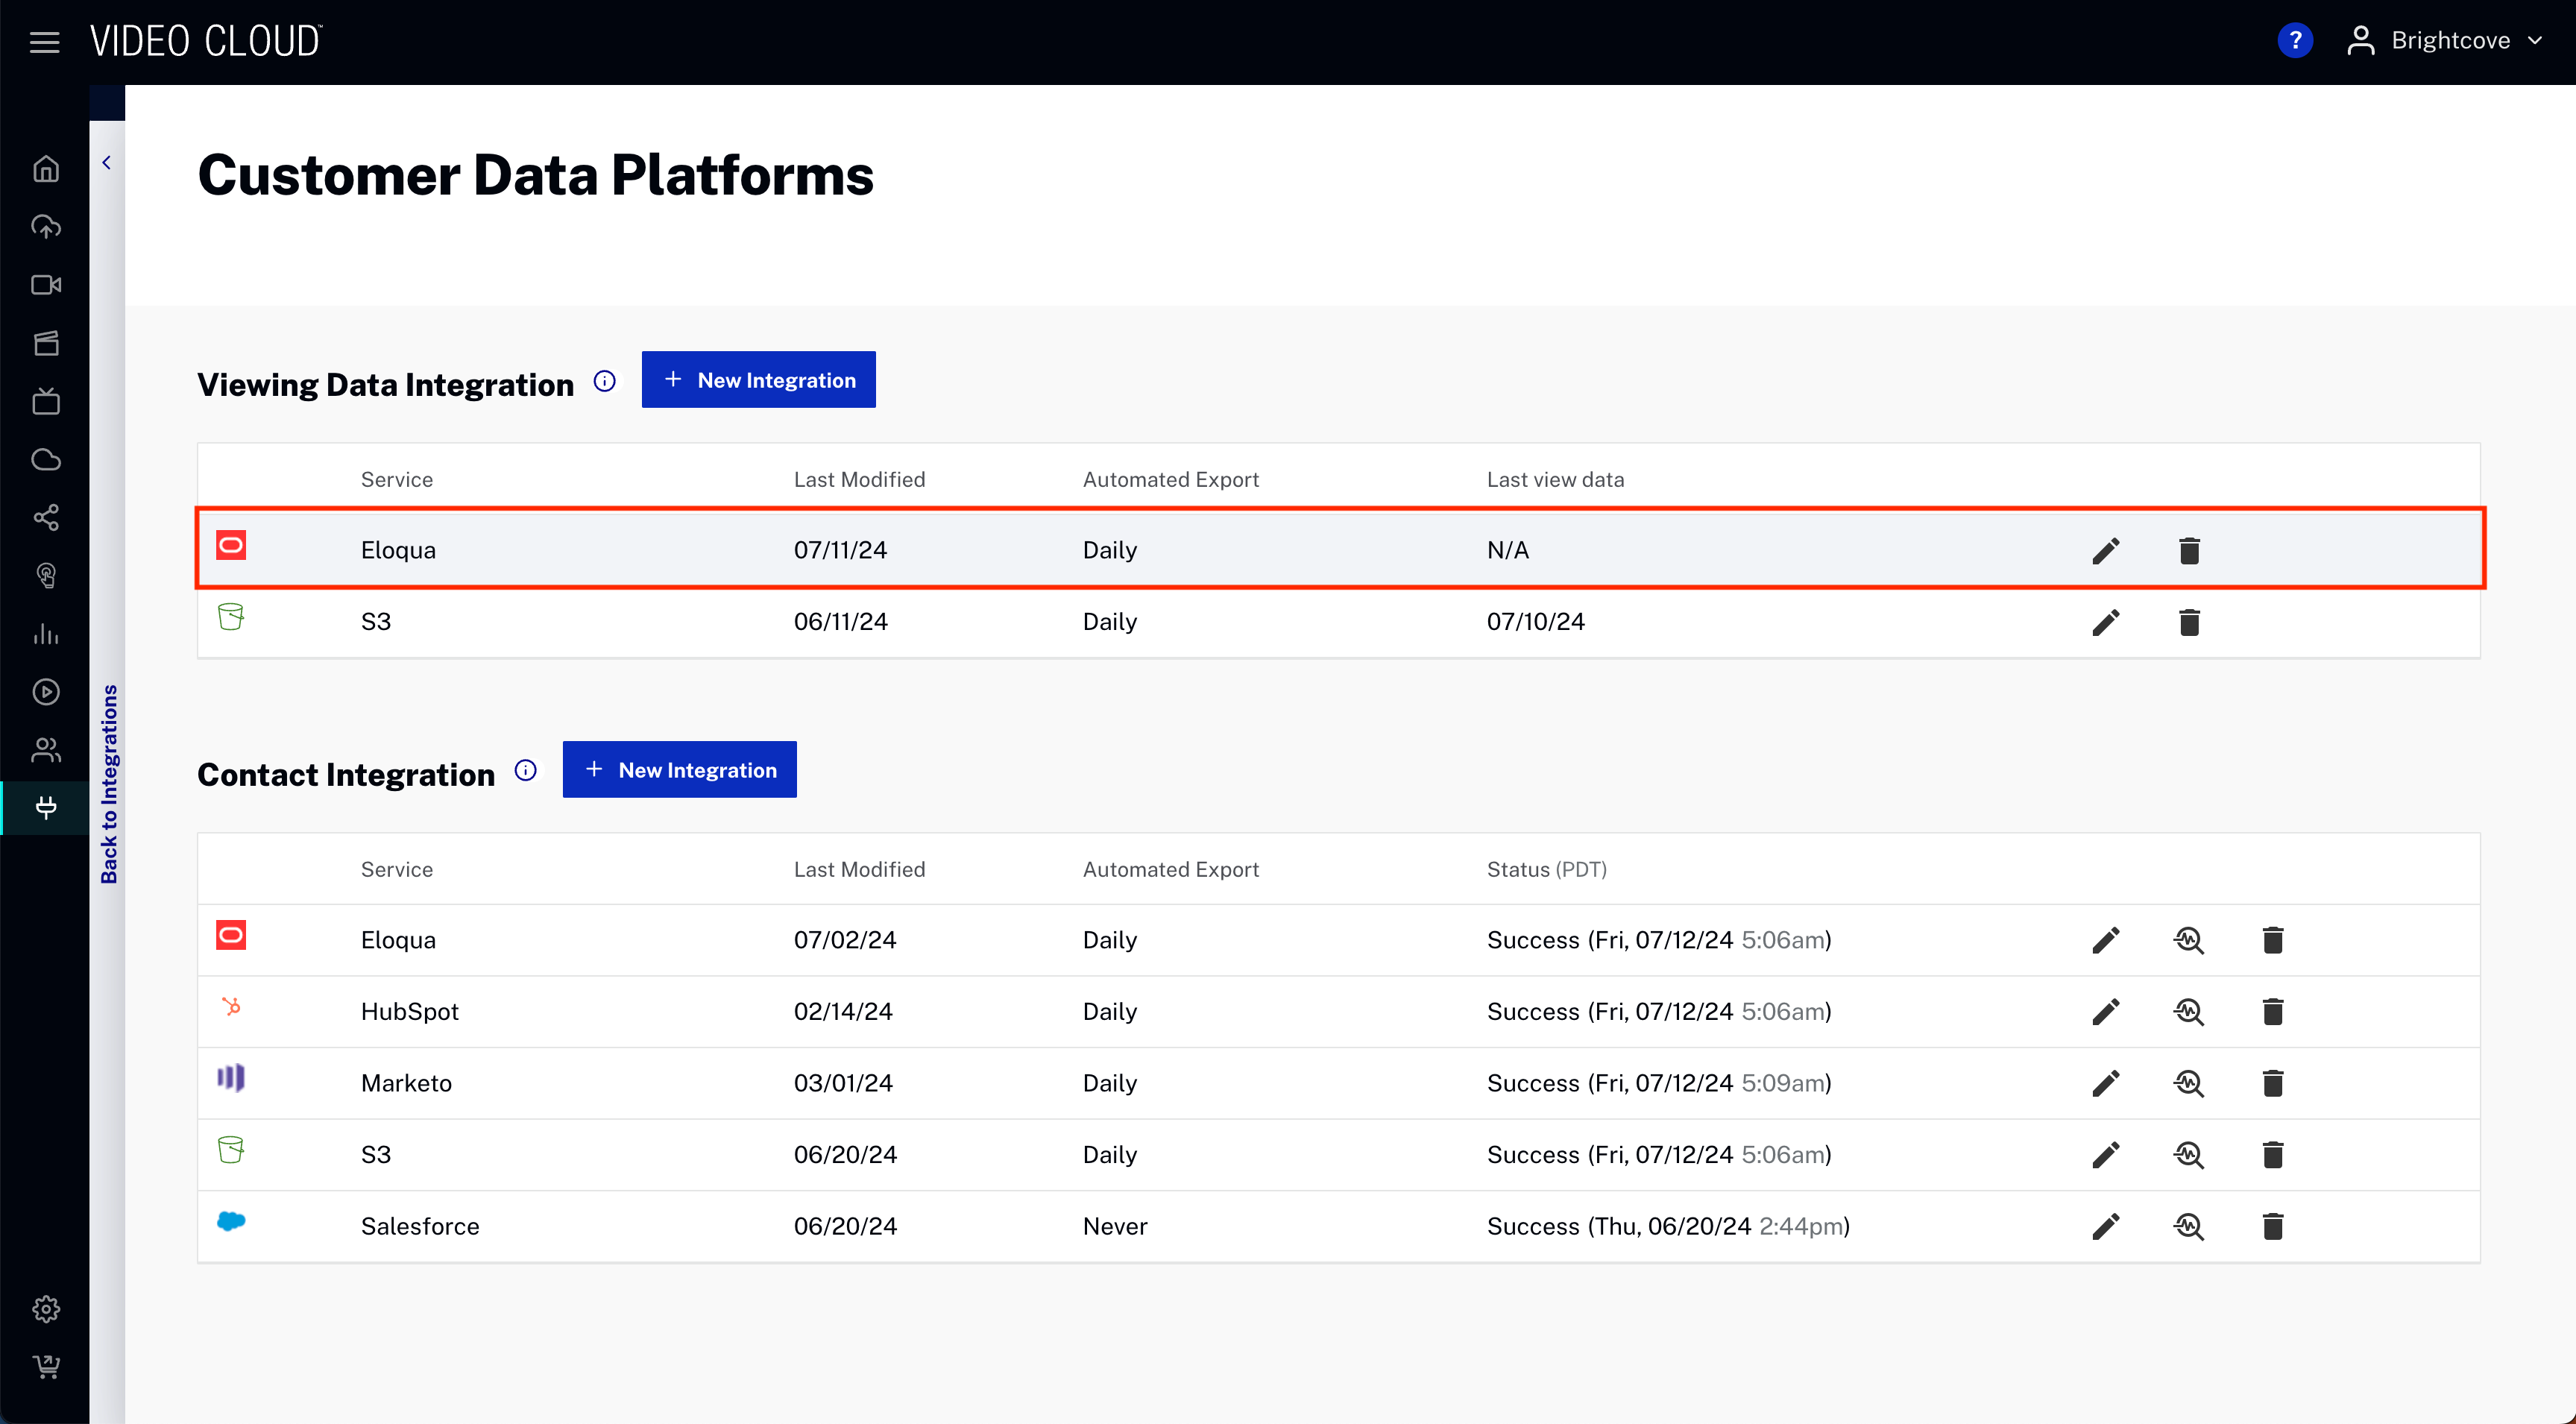 VIDEO CLOUD™
? Brightcove
Customer Data Platforms
Viewing Data Integration + New Integration
Service Last Modified Automated Export Last view data
Eloqua 07/11/24 Daily N/A
S3 06/11/24 Daily 07/10/24
Back to Integrations
Contact Integration + New Integration
Service Last Modified Automated Export Status (PDT)
Eloqua 07/02/24 Daily Success (Fri, 07/12/24 5:06am)
HubSpot 02/14/24 Daily Success (Fri, 07/12/24 5:06am)
Marketo 03/01/24 Daily Success (Fri, 07/12/24 5:09am)
S3 06/20/24 Daily Success (Fri, 07/12/24 5:06am)
Salesforce 06/20/24 Never Success (Thu, 06/20/24 2:44pm)